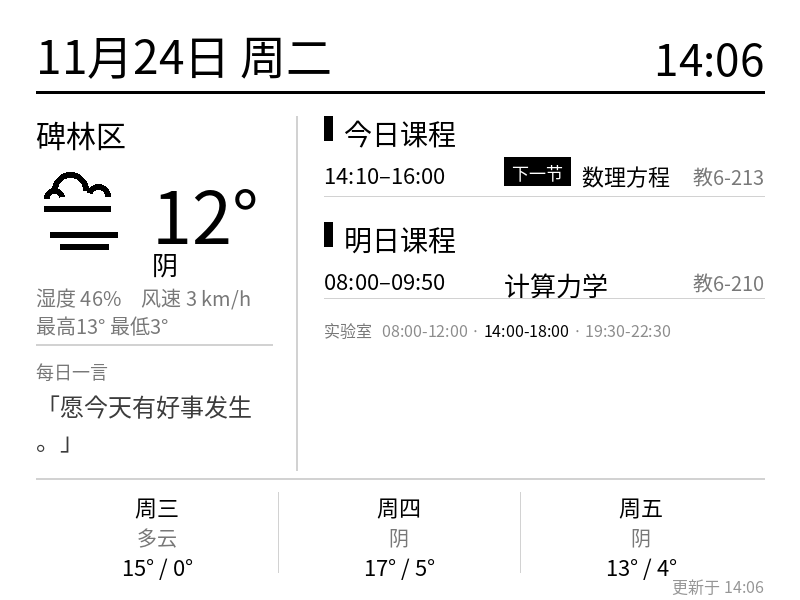 11月24日 周二
14:06
碑林区
12°
阴
湿度 46% 风速 3 km/h
最高13° 最低3°
每日一言
「愿今天有好事发生
。」
今日课程
14:10–16:00 下一节 数理方程 教6-213
明日课程
08:00–09:50 计算力学 教6-210
实验室 08:00-12:00 · 14:00-18:00 · 19:30-22:30
周三
多云
15° / 0°
周四
阴
17° / 5°
周五
阴
13° / 4°
更新于 14:06